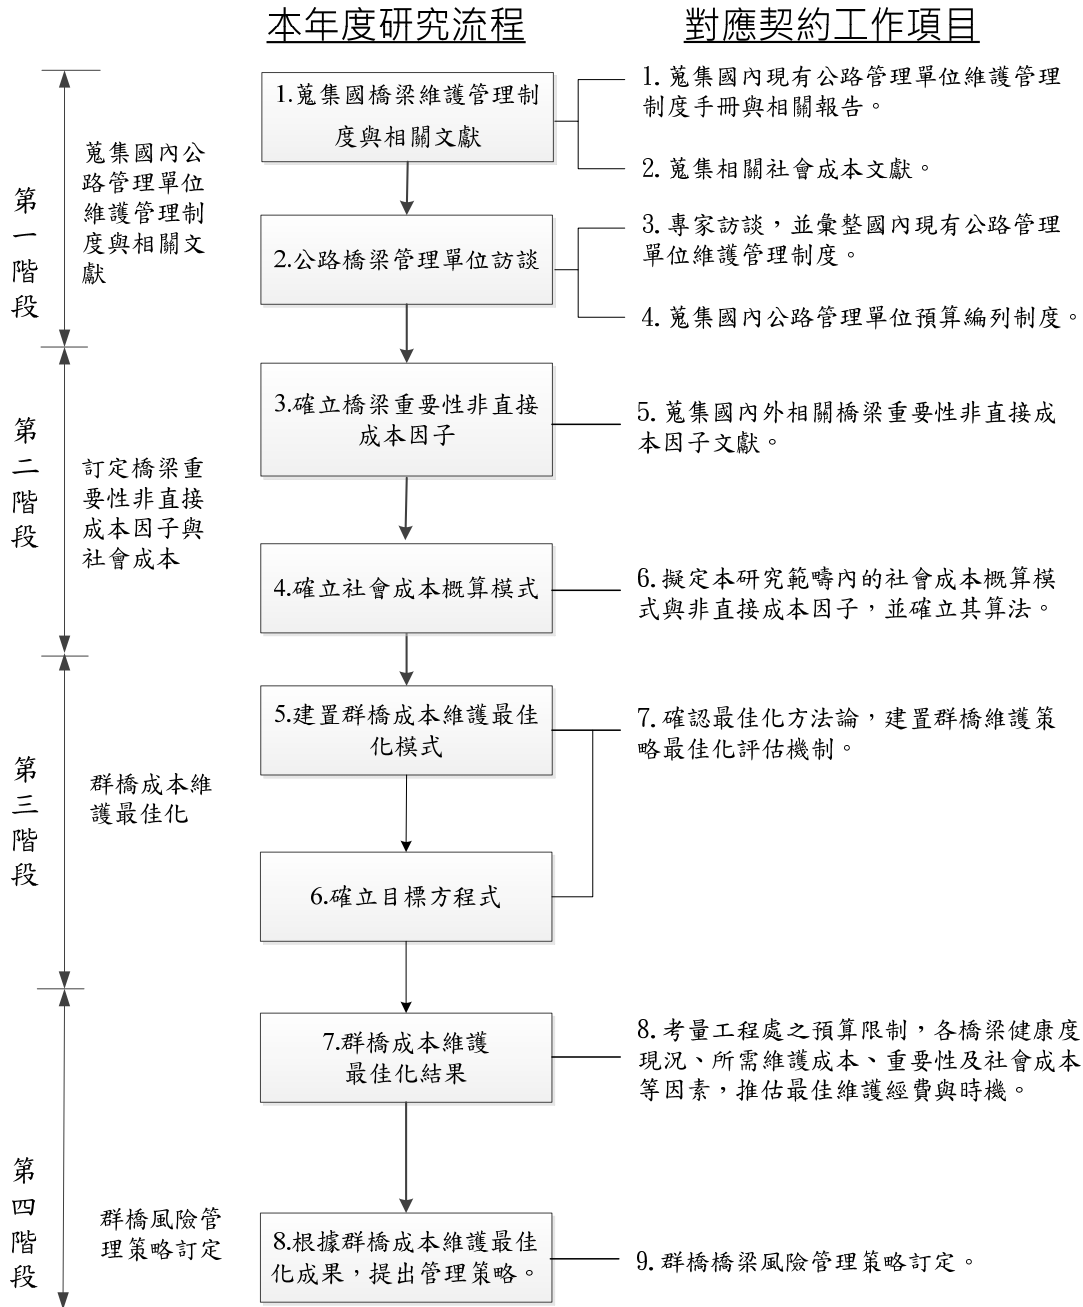 本年度研究流程
對應契約工作項目
第一階段
蒐集國內公
路管理單位
維護管理制
度與相關文
獻
1.蒐集國橋梁維護管理制
度與相關文獻
1. 蒐集國內現有公路管理單位維護管理
制度手冊與相關報告。
2. 蒐集相關社會成本文獻。
2.公路橋梁管理單位訪談
3. 專家訪談，並彙整國內現有公路管理
單位維護管理制度。
4. 蒐集國內公路管理單位預算編列制度。
第二階段
訂定橋梁重
要性非直接
成本因子與
社會成本
3.確立橋梁重要性非直接
成本因子
5. 蒐集國內外相關橋梁重要性非直接成
本因子文獻。
4.確立社會成本概算模式
6. 擬定本研究範疇內的社會成本概算模
式與非直接成本因子，並確立其算法。
第三階段
群橋成本維
護最佳化
5.建置群橋成本維護最佳
化模式
7. 確認最佳化方法論，建置群橋維護策
略最佳化評估機制。
6.確立目標方程式
第四階段
群橋風險管
理策略訂定
7.群橋成本維護
最佳化結果
8. 考量工程處之預算限制，各橋梁健康度
現況、所需維護成本、重要性及社會成本
等因素，推估最佳維護經費與時機。
8.根據群橋成本維護最佳
化成果，提出管理策略。
9. 群橋橋梁風險管理策略訂定。